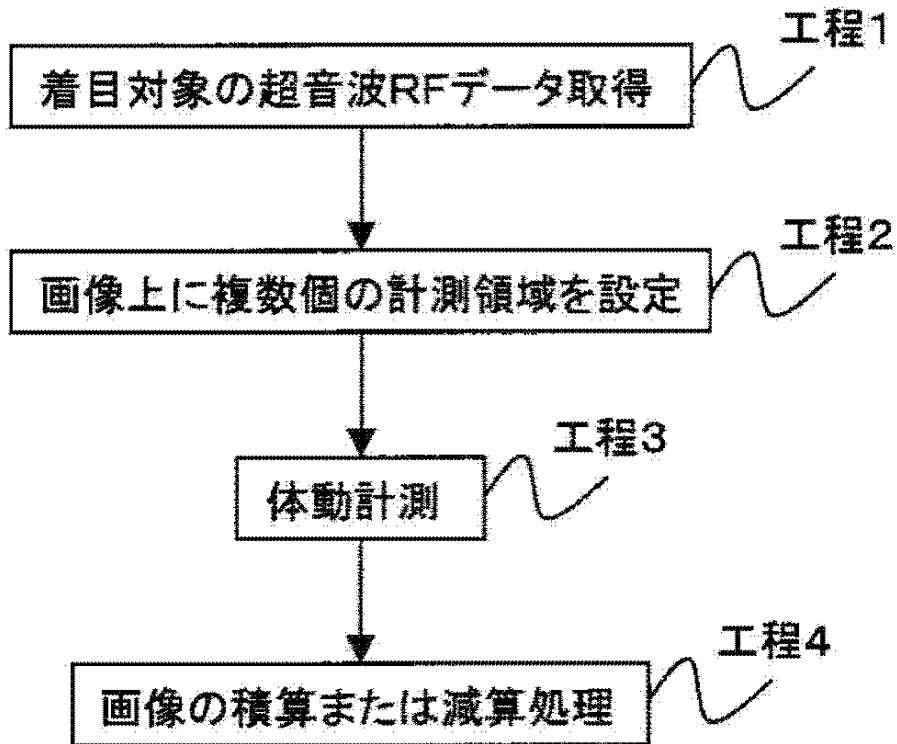 工程1
着目対象の超音波RFデータ取得
工程2
画像上に複数個の計測領域を設定
工程3
体動計測
工程4
画像の積算または減算処理